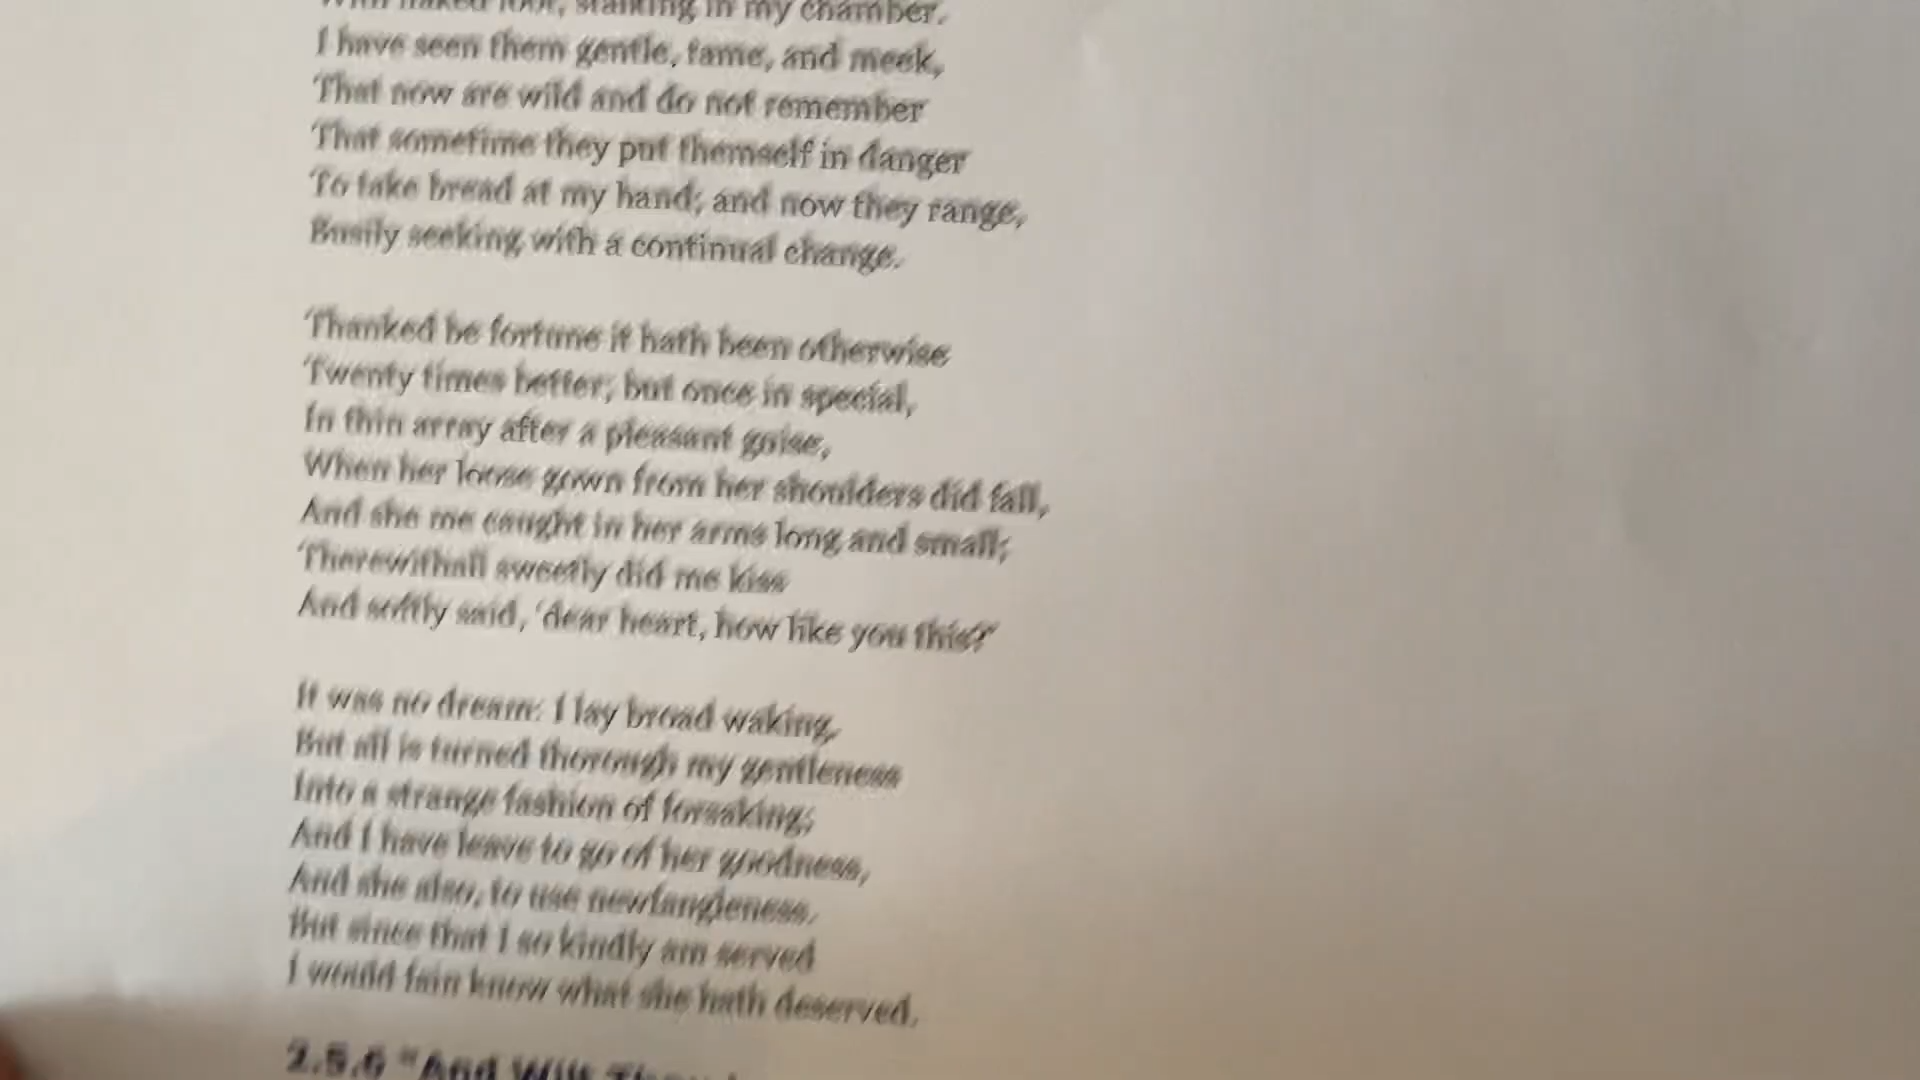 With naked foot, stalking in my chamber.
I have seen them gentle, tame, and meek,
That now are wild and do not remember
That sometime they put themself in danger
To take bread at my hand; and now they range,
Busily seeking with a continual change.
Thanked be fortune it hath been otherwise
Twenty times better; but once in special,
In thin array after a pleasant guise,
When her loose gown from her shoulders did fall,
And she me caught in her arms long and small;
Therewithall sweetly did me kiss
And softly said, ‘dear heart, how like you this?’
It was no dream: I lay broad waking,
But all is turned thorough my gentleness
Into a strange fashion of forsaking;
And I have leave to go of her goodness,
And she also, to use newfangleness.
But since that I so kindly am served
I would fain know what she hath deserved.
2.5.6 “And Wilt Thou